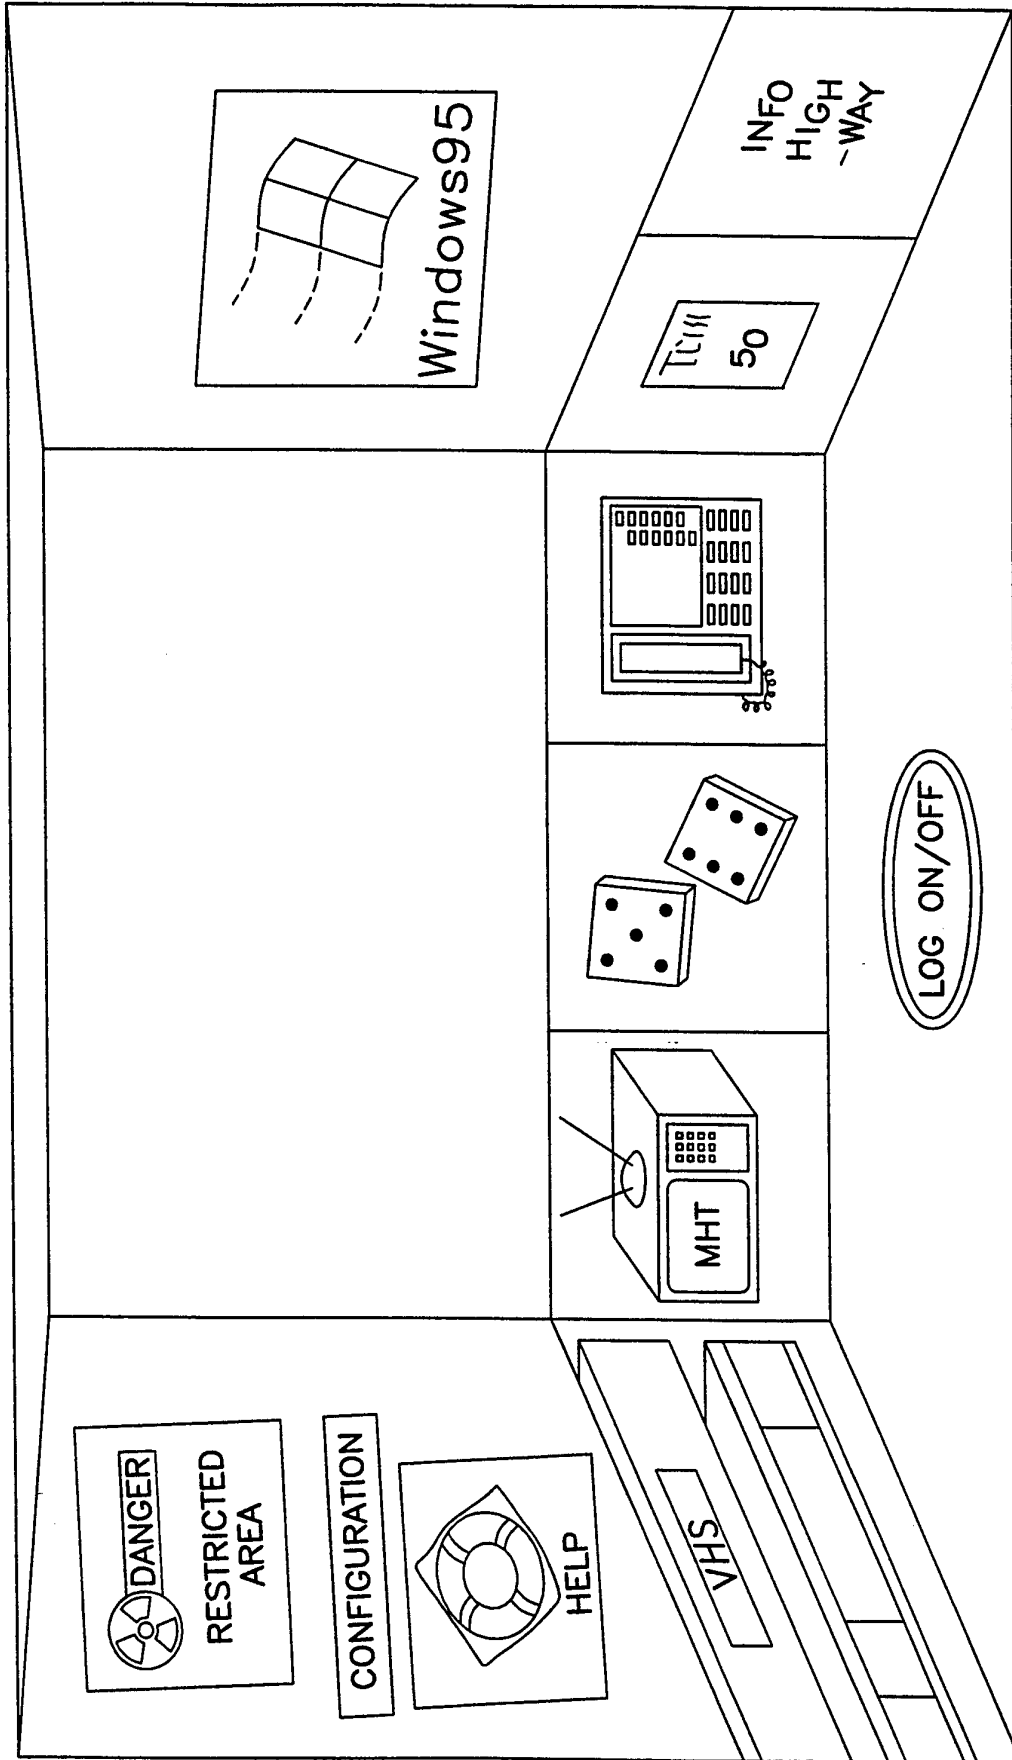 DANGER
RESTRICTED
AREA
CONFIGURATION
HELP
VHS
MHT
LOG ON/OFF
Windows95
50
INFO
HIGH
-WAY